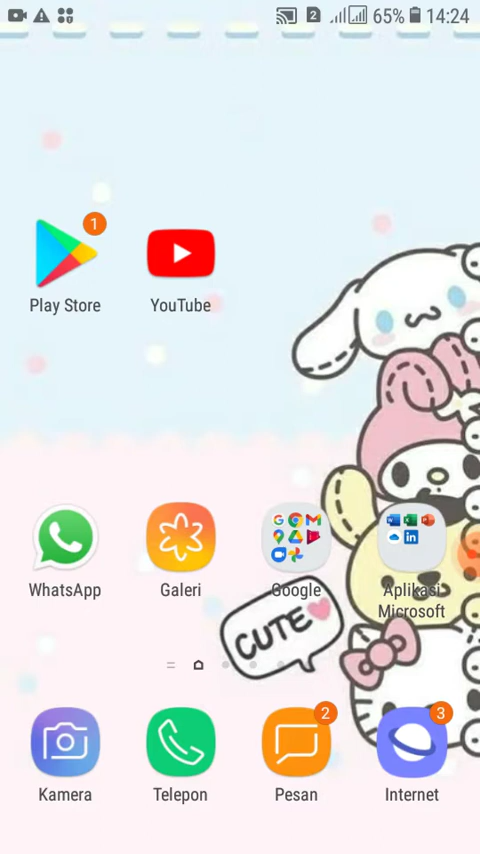 2 65% 14:24
1
Play Store YouTube
WhatsApp Galeri Google Aplikasi
Microsoft
CUTE
2 3
Kamera Telepon Pesan Internet